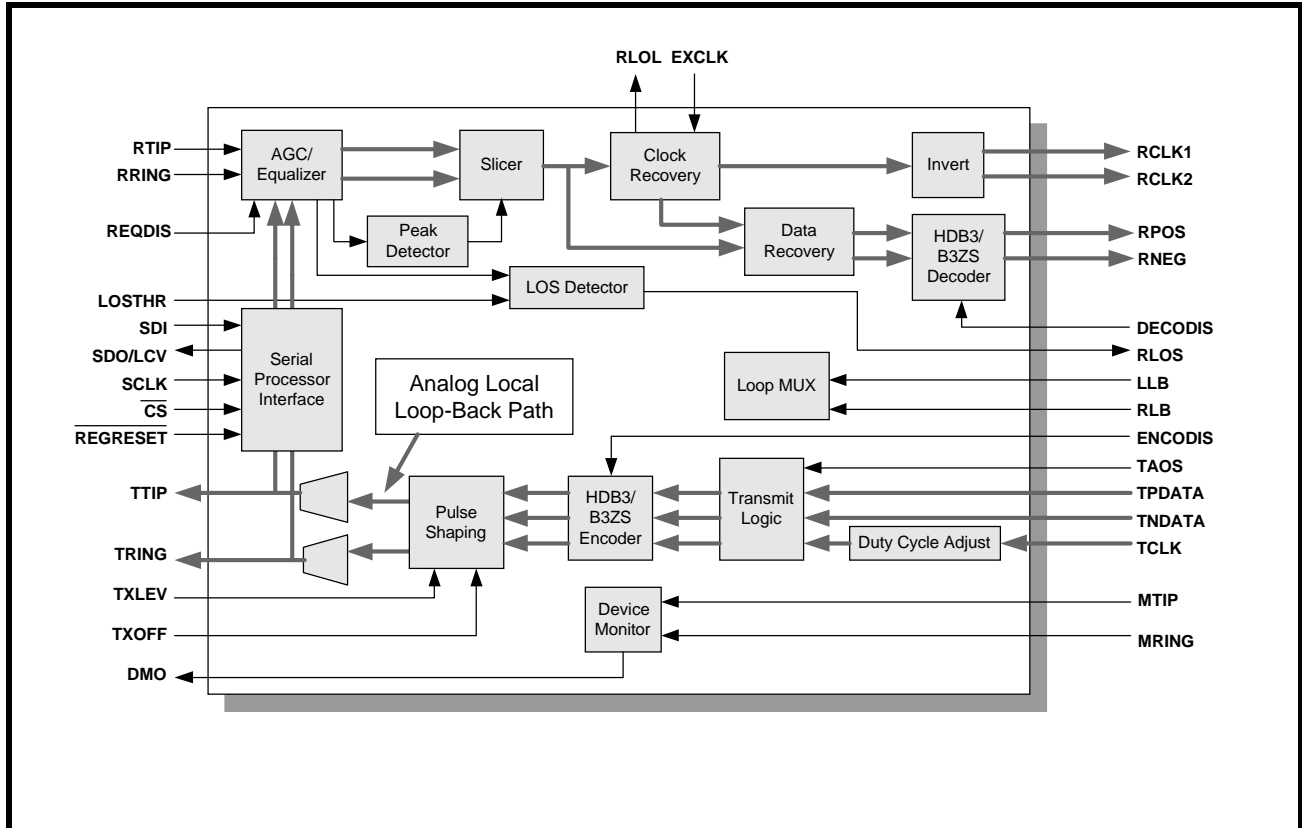 RLOL EXCLK
RTIP
RRING
REQDIS
LOSTHR
SDI
SDO/LCV
SCLK
CS
REGRESET
TTIP
TRING
TXLEV
TXOFF
DMO
AGC/
Equalizer
Slicer
Clock
Recovery
Invert
Peak
Detector
Data
Recovery
HDB3/
B3ZS
Decoder
LOS Detector
Serial
Processor
Interface
Analog Local
Loop-Back Path
Loop MUX
Pulse
Shaping
HDB3/
B3ZS
Encoder
Transmit
Logic
Duty Cycle Adjust
Device
Monitor
RCLK1
RCLK2
RPOS
RNEG
DECODIS
RLOS
LLB
RLB
ENCODIS
TAOS
TPDATA
TNDATA
TCLK
MTIP
MRING